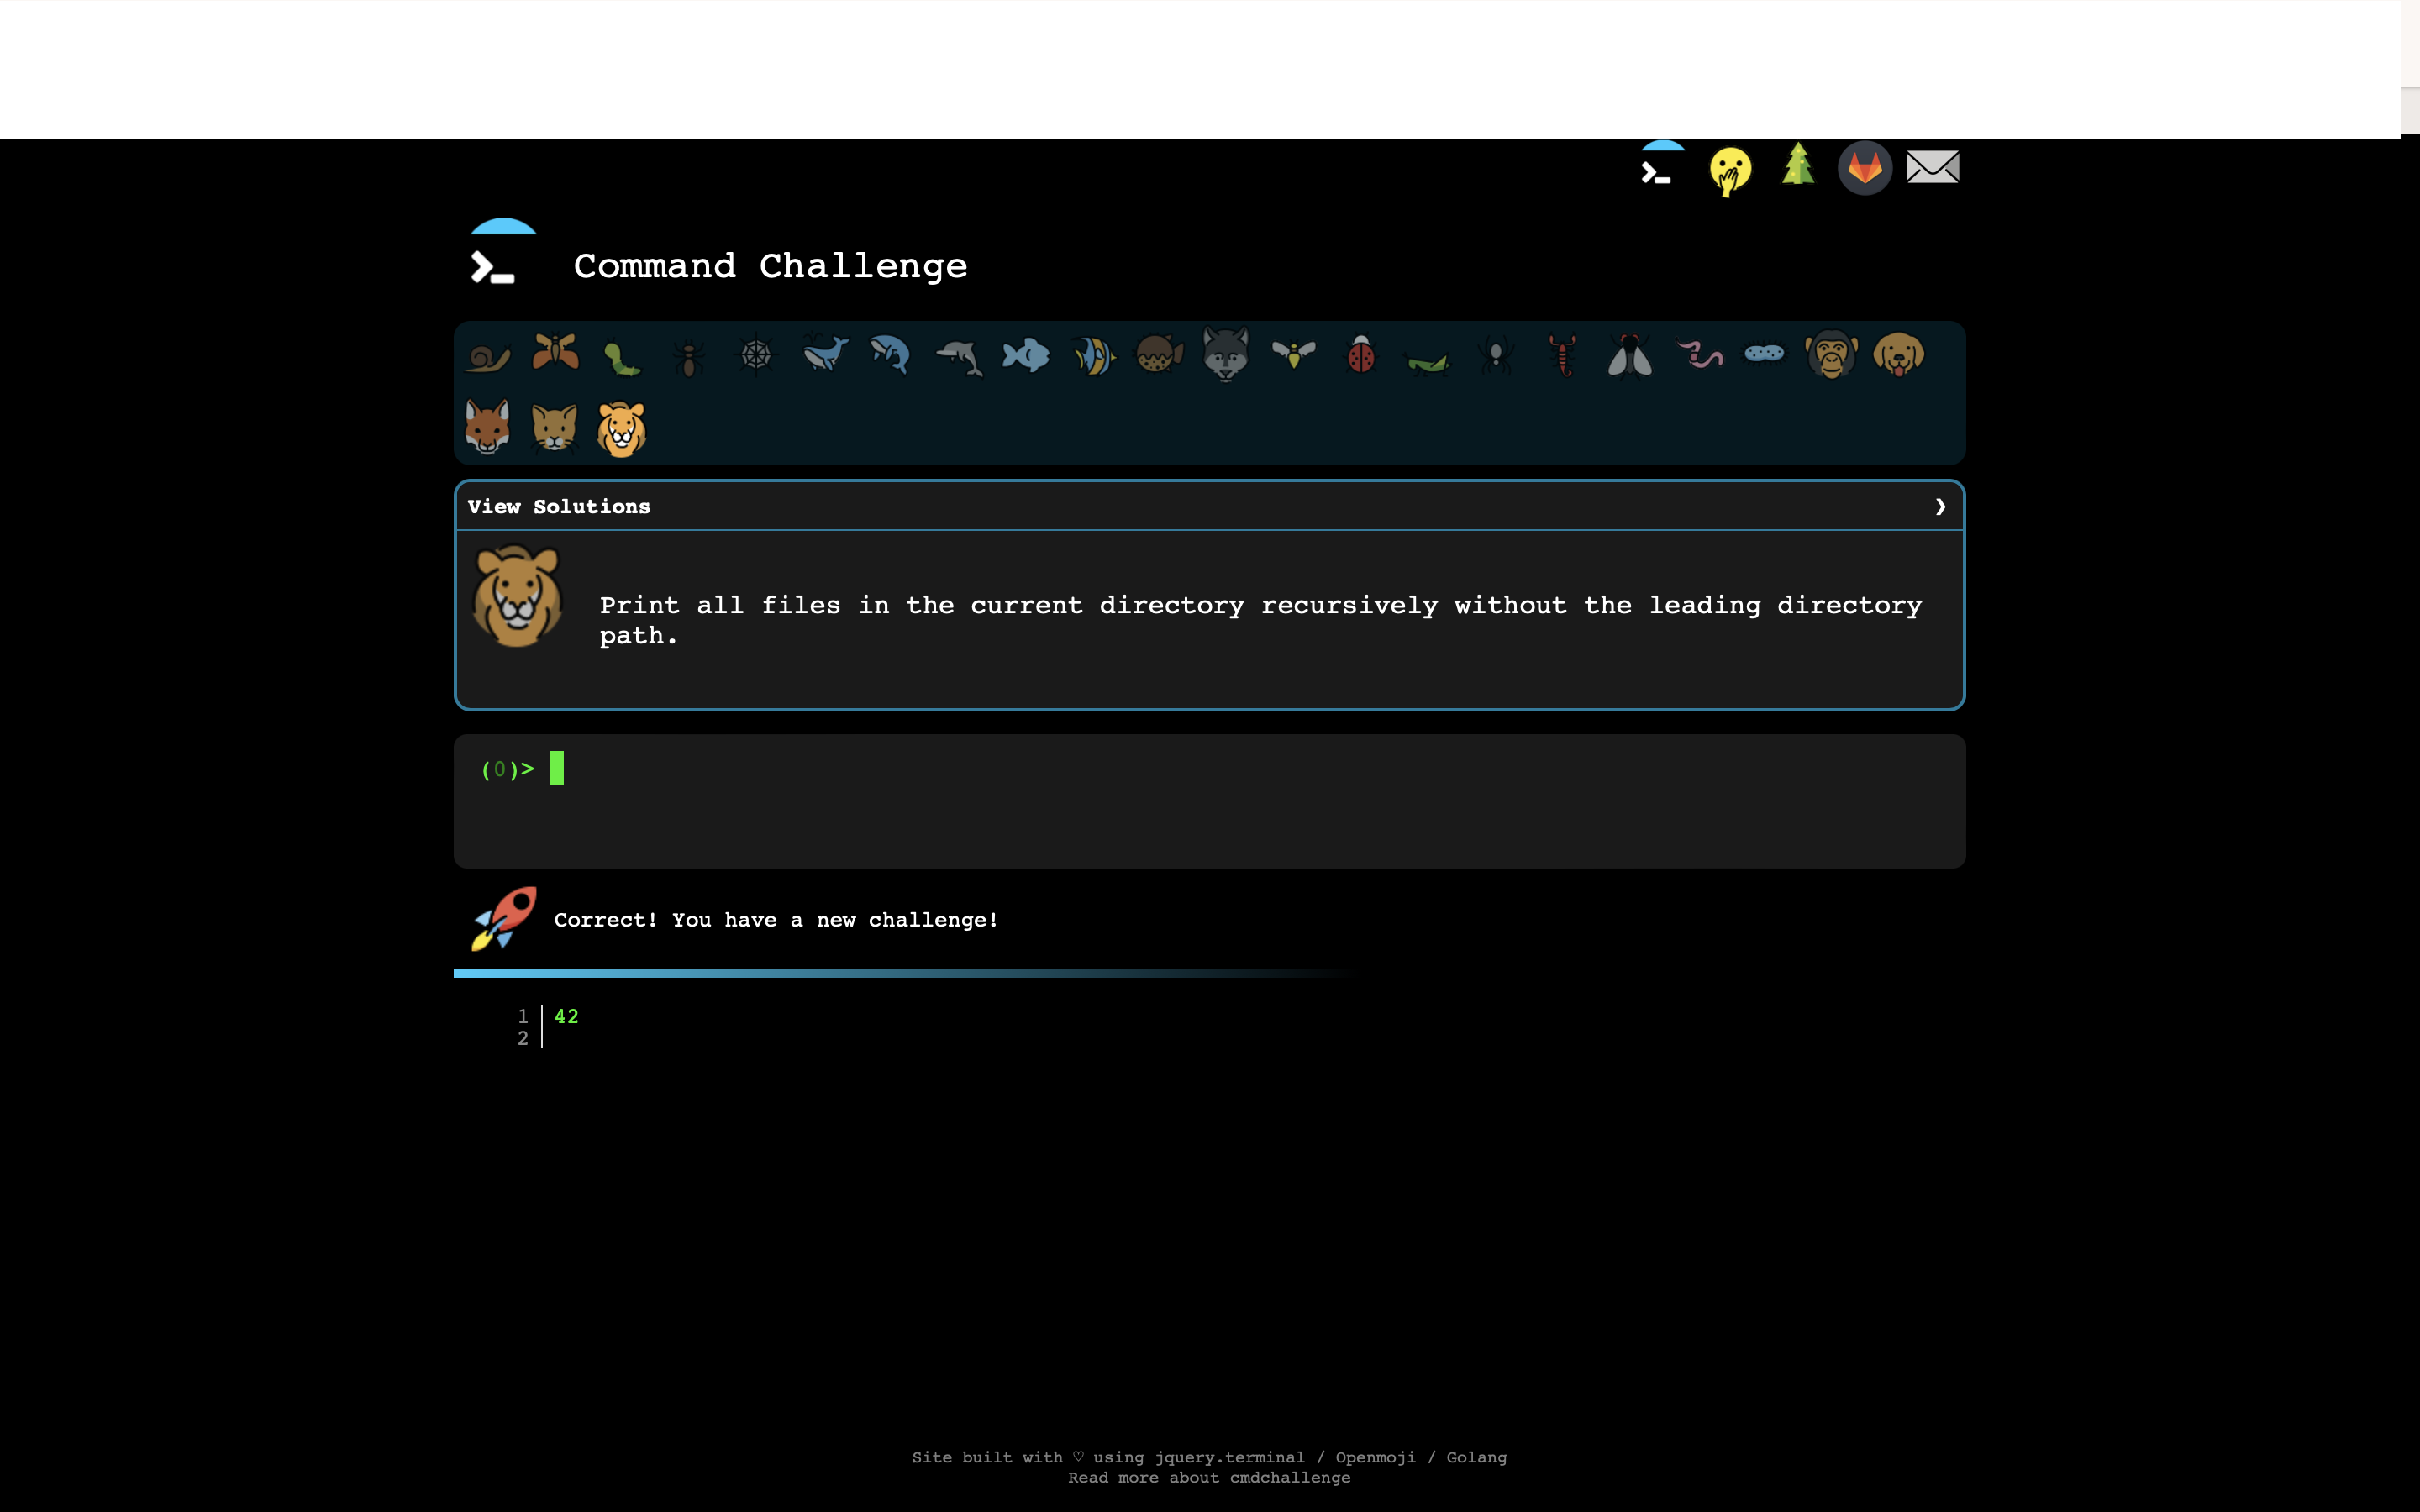 Command Challenge
View Solutions ❯
Print all files in the current directory recursively without the leading directory
path.
(0)>
Correct! You have a new challenge!
1 42
2
Site built with ♡ using jquery.terminal / Openmoji / Golang
Read more about cmdchallenge